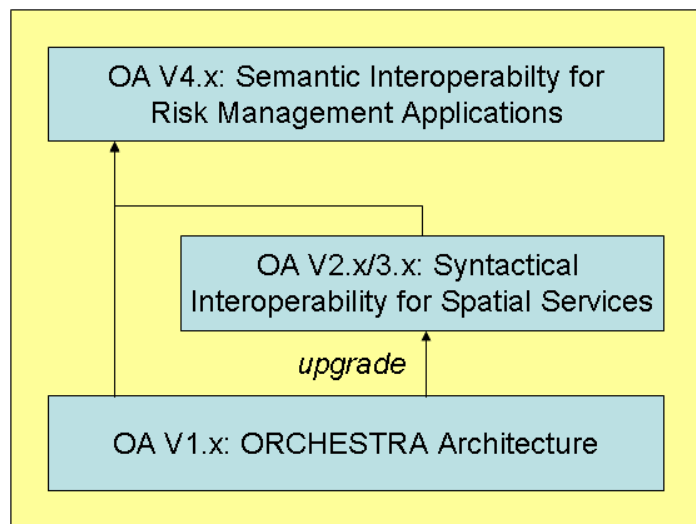 OA V4.x: Semantic Interoperabilty for
Risk Management Applications
OA V2.x/3.x: Syntactical
Interoperability for Spatial Services
upgrade
OA V1.x: ORCHESTRA Architecture